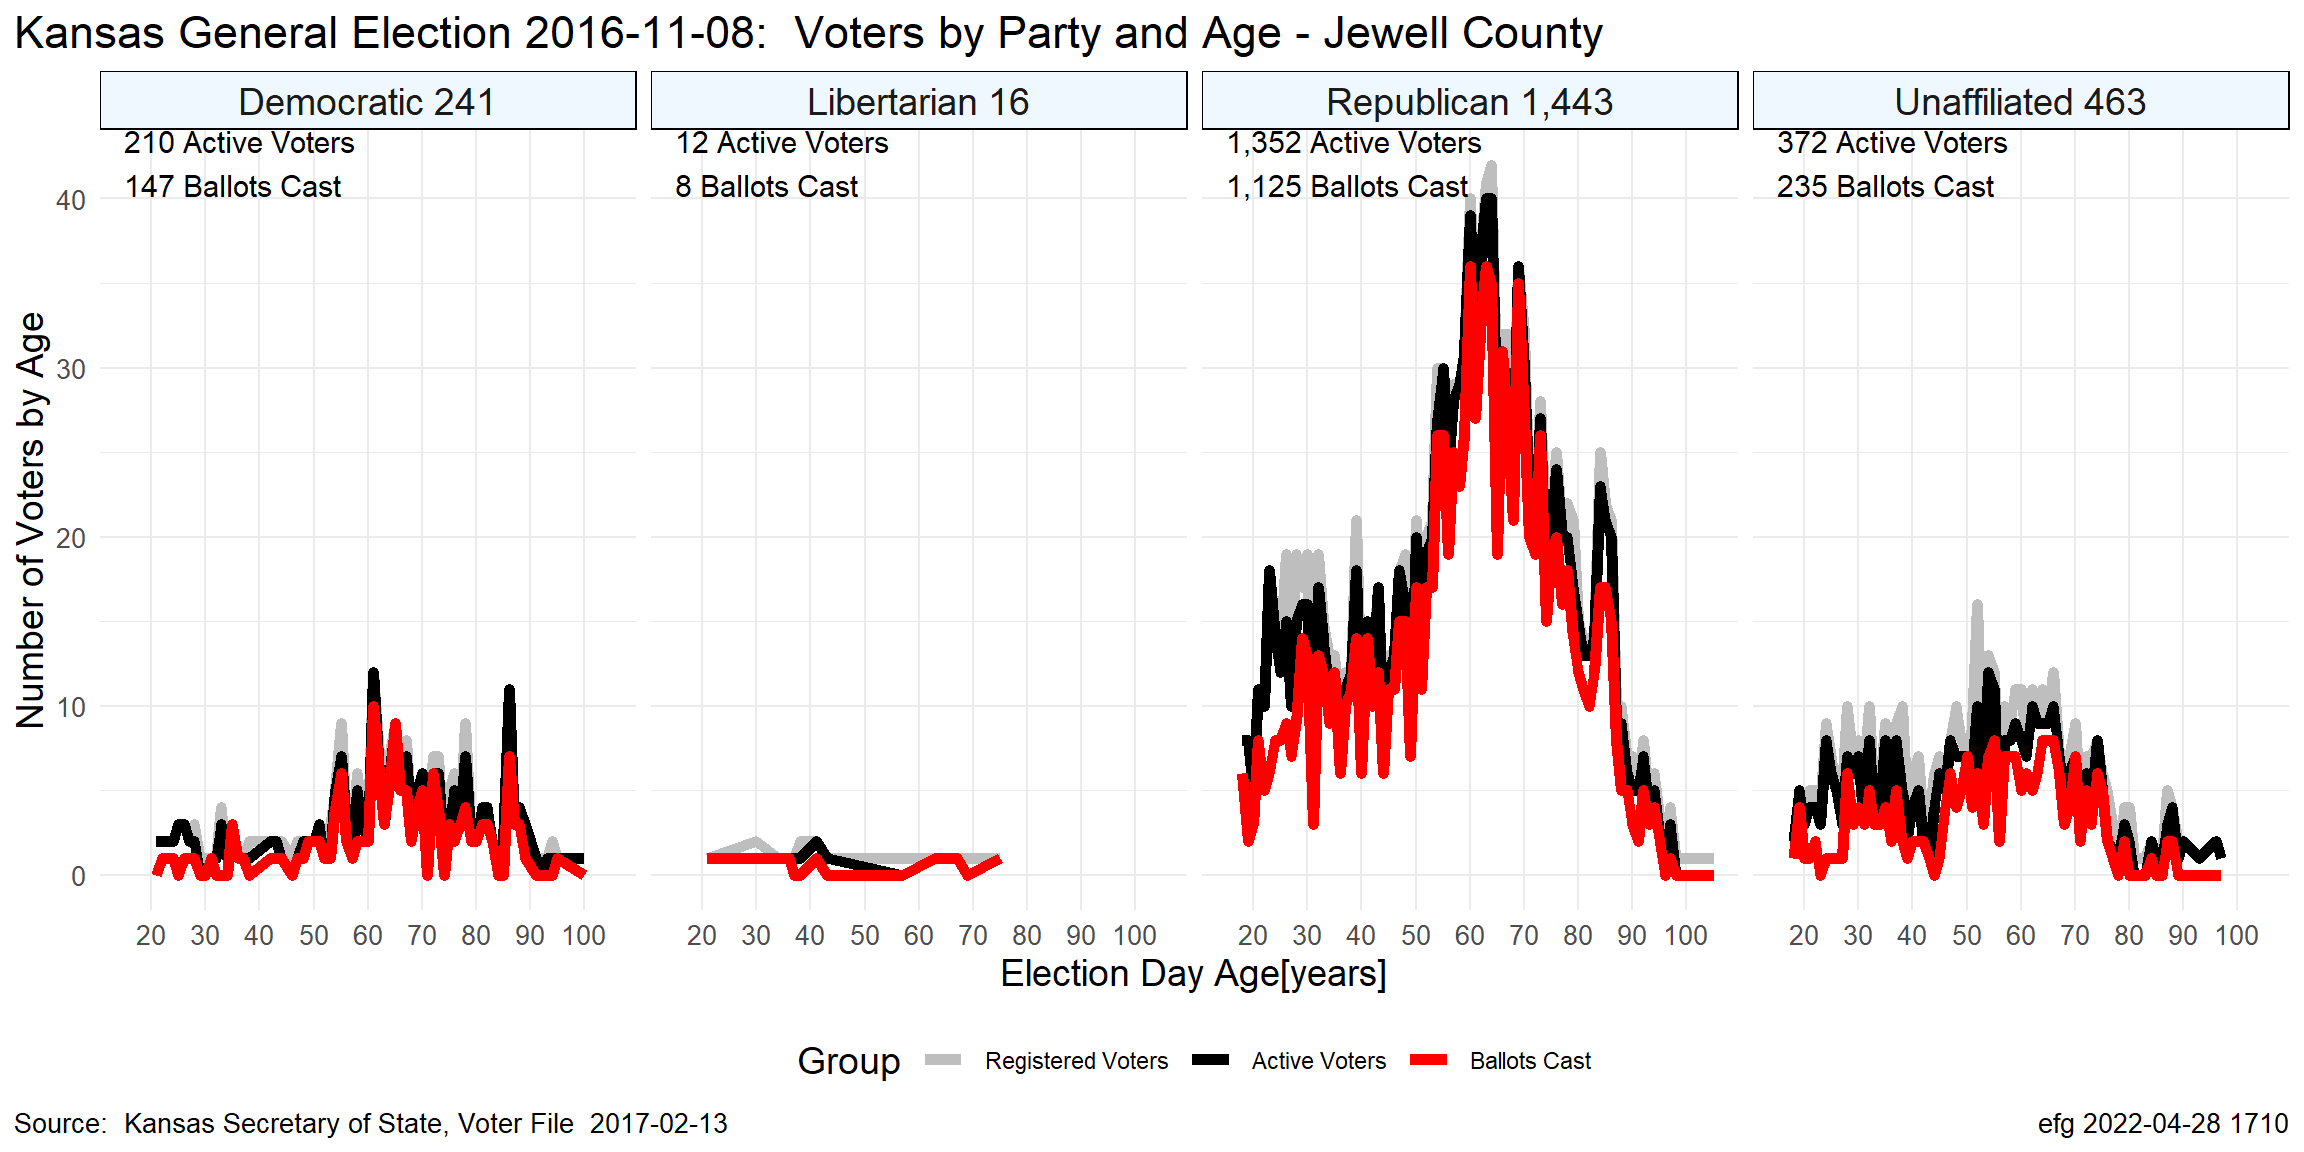 Kansas General Election 2016-11-08:  Voters by Party and Age - Jewell County
Democratic 241
Libertarian 16
Republican 1,443
Unaffiliated 463
210 Active Voters
147 Ballots Cast
12 Active Voters
8 Ballots Cast
1,352 Active Voters
1,125 Ballots Cast
372 Active Voters
235 Ballots Cast
Number of Voters by Age
40
30
20
10
0
20 30 40 50 60 70 80 90 100
20 30 40 50 60 70 80 90 100
20 30 40 50 60 70 80 90 100
20 30 40 50 60 70 80 90 100
Election Day Age[years]
Group Registered Voters Active Voters Ballots Cast
Source:  Kansas Secretary of State, Voter File  2017-02-13
efg 2022-04-28 1710